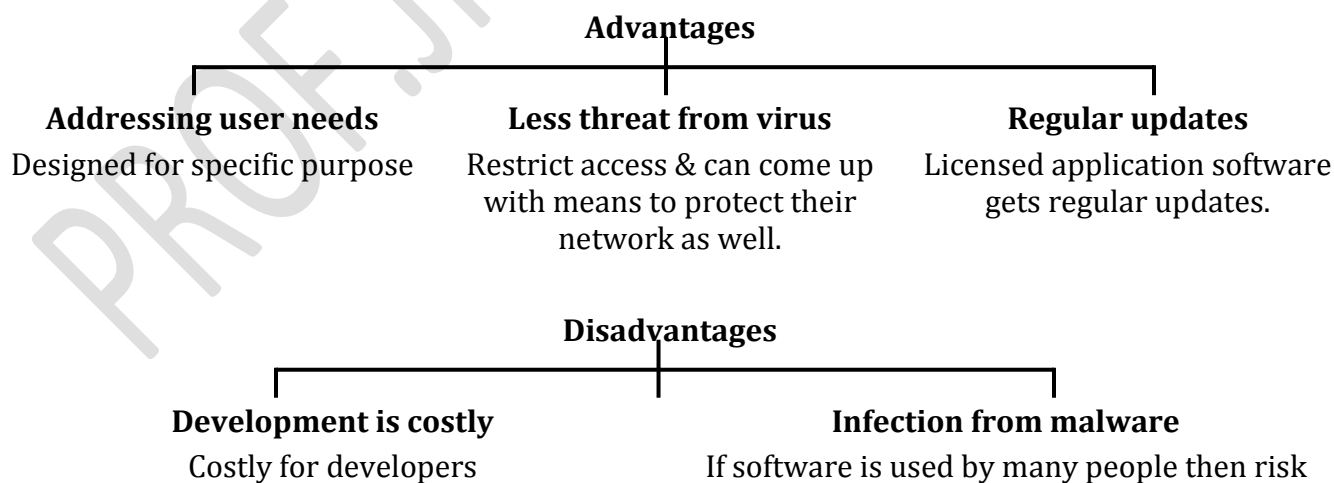 Advantages
Addressing user needs
Designed for specific purpose
Less threat from virus
Restrict access & can come up
with means to protect their
network as well.
Regular updates
Licensed application software
gets regular updates.
Disadvantages
Development is costly
Costly for developers
Infection from malware
If software is used by many people then risk
PROF.